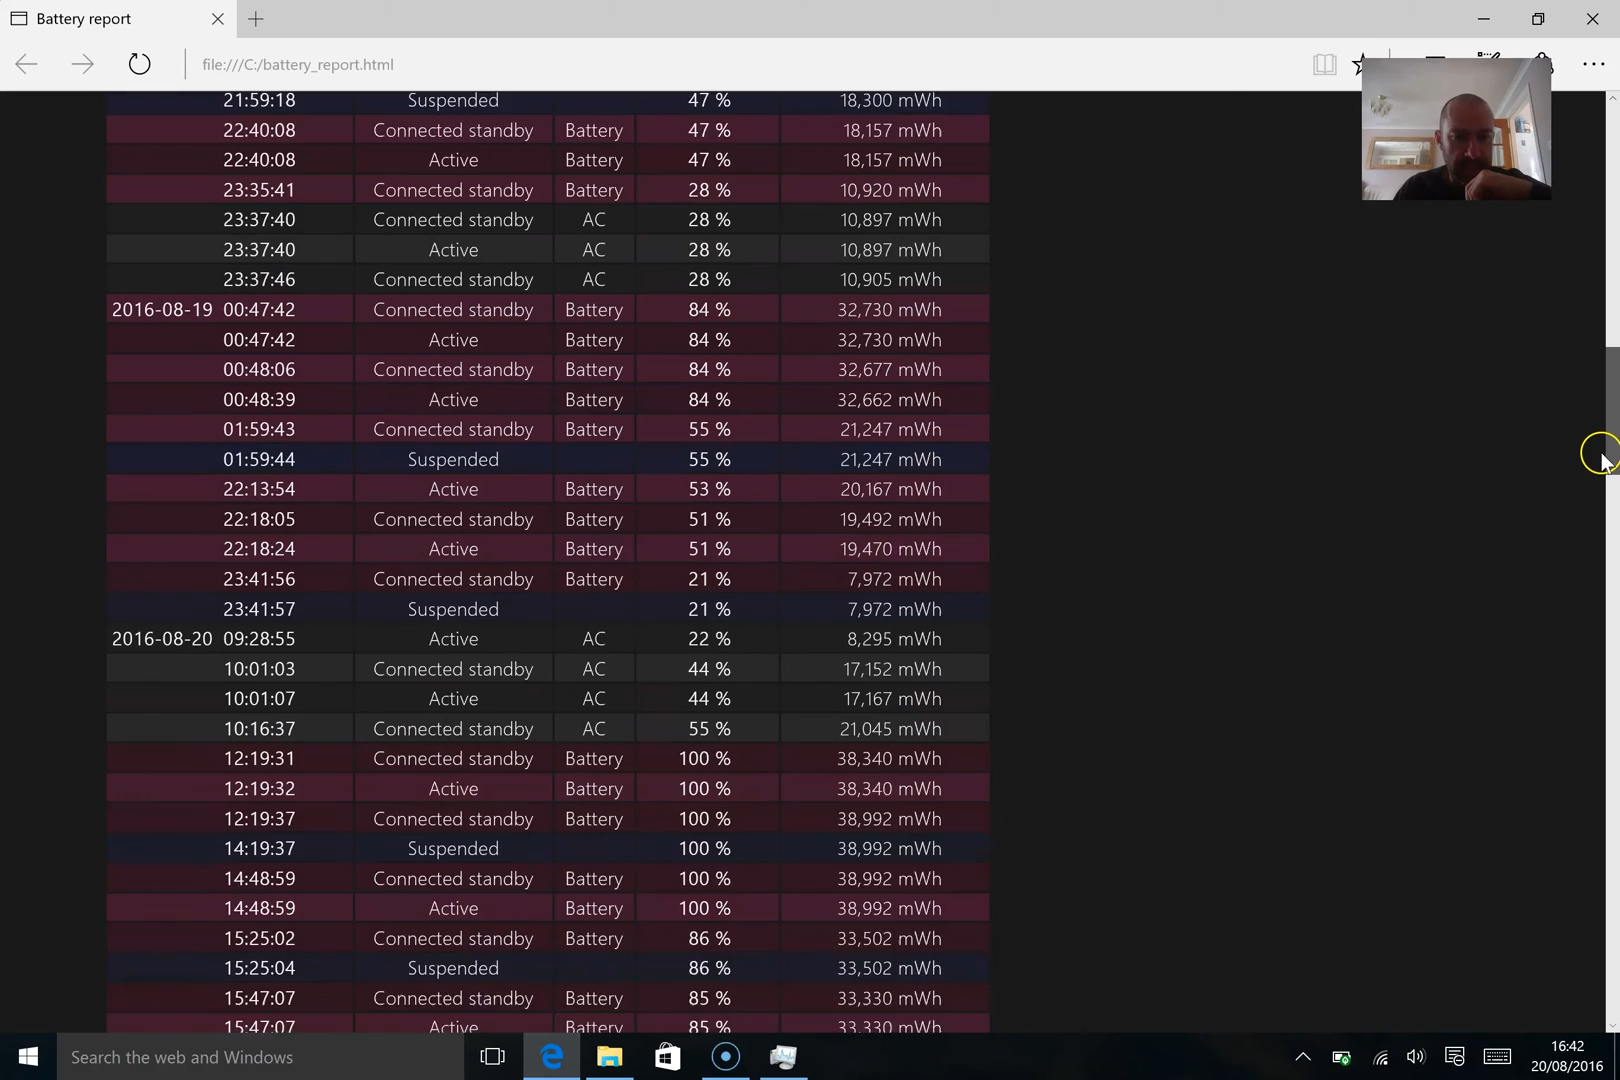 Battery report
file:///C:/battery_report.html
21:59:18 Suspended 47 % 18,300 mWh
22:40:08 Connected standby Battery 47 % 18,157 mWh
22:40:08 Active Battery 47 % 18,157 mWh
23:35:41 Connected standby Battery 28 % 10,920 mWh
23:37:40 Connected standby AC 28 % 10,897 mWh
23:37:40 Active AC 28 % 10,897 mWh
23:37:46 Connected standby AC 28 % 10,905 mWh
2016-08-19 00:47:42 Connected standby Battery 84 % 32,730 mWh
00:47:42 Active Battery 84 % 32,730 mWh
00:48:06 Connected standby Battery 84 % 32,677 mWh
00:48:39 Active Battery 84 % 32,662 mWh
01:59:43 Connected standby Battery 55 % 21,247 mWh
01:59:44 Suspended 55 % 21,247 mWh
22:13:54 Active Battery 53 % 20,167 mWh
22:18:05 Connected standby Battery 51 % 19,492 mWh
22:18:24 Active Battery 51 % 19,470 mWh
23:41:56 Connected standby Battery 21 % 7,972 mWh
23:41:57 Suspended 21 % 7,972 mWh
2016-08-20 09:28:55 Active AC 22 % 8,295 mWh
10:01:03 Connected standby AC 44 % 17,152 mWh
10:01:07 Active AC 44 % 17,167 mWh
10:16:37 Connected standby AC 55 % 21,045 mWh
12:19:31 Connected standby Battery 100 % 38,340 mWh
12:19:32 Active Battery 100 % 38,340 mWh
12:19:37 Connected standby Battery 100 % 38,992 mWh
14:19:37 Suspended 100 % 38,992 mWh
14:48:59 Connected standby Battery 100 % 38,992 mWh
14:48:59 Active Battery 100 % 38,992 mWh
15:25:02 Connected standby Battery 86 % 33,502 mWh
15:25:04 Suspended 86 % 33,502 mWh
15:47:07 Connected standby Battery 85 % 33,330 mWh
15:47:07 Active Battery 85 % 33,330 mWh
Search the web and Windows
16:42
20/08/2016